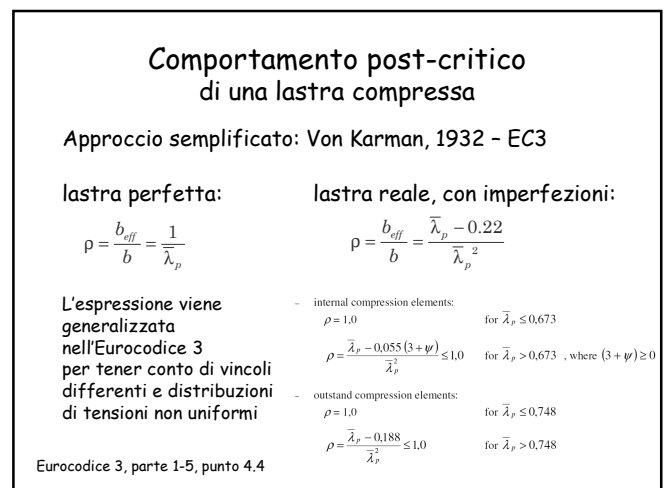 Comportamento post-critico
di una lastra compressa
Approccio semplificato: Von Karman, 1932 – EC3
lastra perfetta:
ρ = b_eff / b = 1 / λ̅_p
lastra reale, con imperfezioni:
ρ = b_eff / b = (λ̅_p − 0.22) / λ̅_p²
L'espressione viene
generalizzata
nell'Eurocodice 3
per tener conto di vincoli
differenti e distribuzioni
di tensioni non uniformi
– internal compression elements:
ρ = 1,0 for λ̅_p ≤ 0,673
ρ = (λ̅_p − 0,055 (3 + ψ)) / λ̅_p² ≤ 1,0 for λ̅_p > 0,673 , where (3 + ψ) ≥ 0
– outstand compression elements:
ρ = 1,0 for λ̅_p ≤ 0,748
ρ = (λ̅_p − 0,188) / λ̅_p² ≤ 1,0 for λ̅_p > 0,748
Eurocodice 3, parte 1-5, punto 4.4